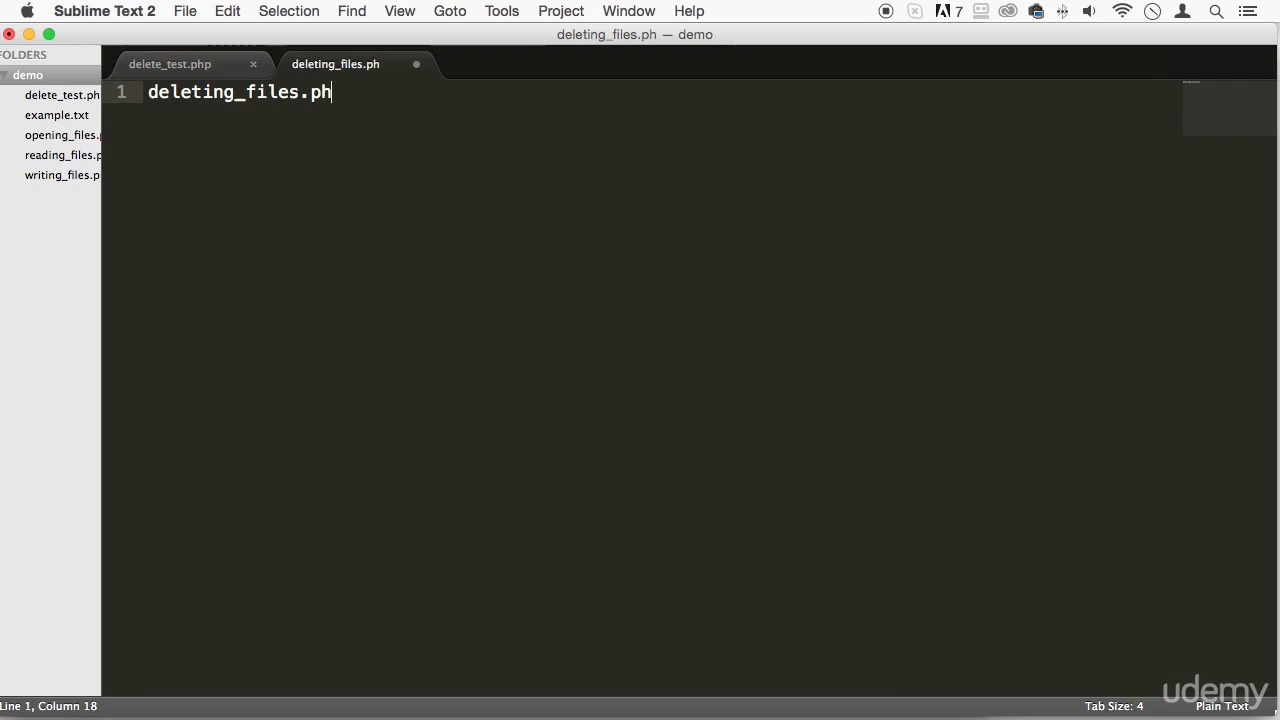 Sublime Text 2 File Edit Selection Find View Goto Tools Project Window Help 7
deleting_files.ph — demo
FOLDERS
demo
delete_test.ph
example.txt
opening_files.p
reading_files.p
writing_files.p
delete_test.php × deleting_files.ph
1 deleting_files.ph
udemy
Line 1, Column 18 Tab Size: 4 Plain Text